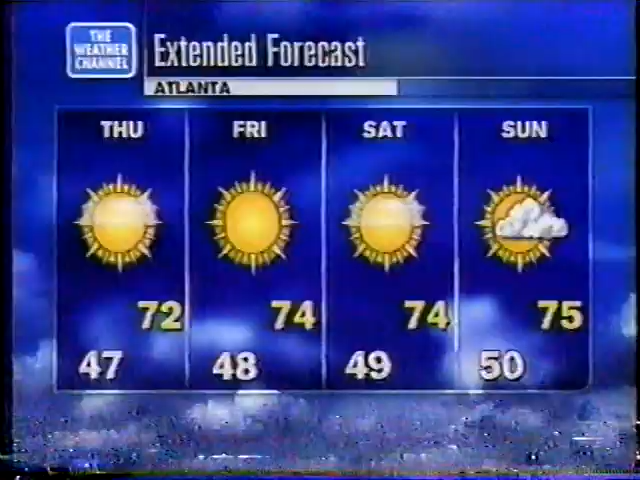 THE
WEATHER
CHANNEL
Extended Forecast
ATLANTA
THU FRI SAT SUN
72 74 74 75
47 48 49 50